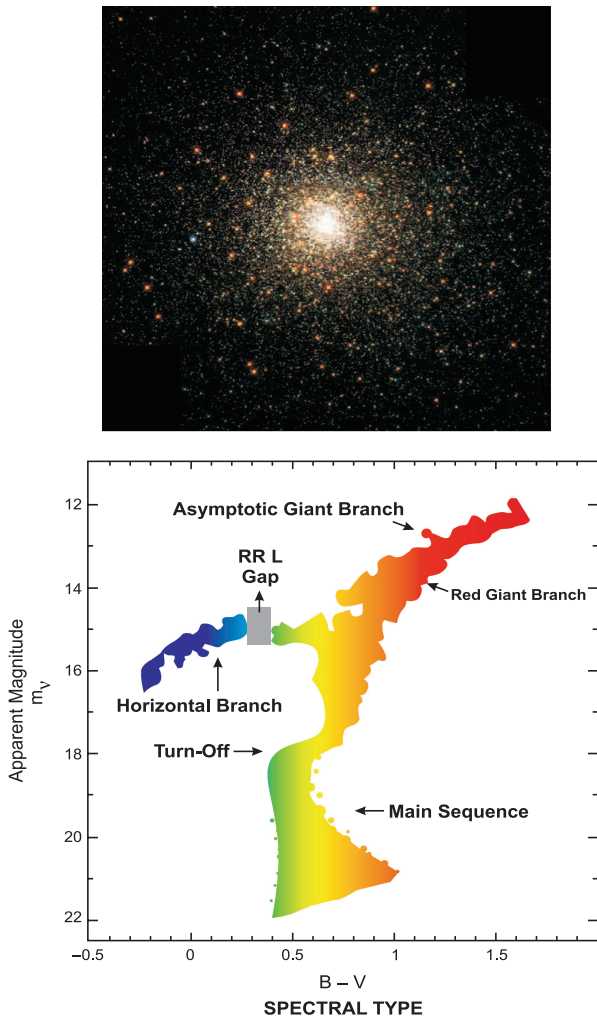 12
14
16
18
20
22
Apparent Magnitude
mν
Asymptotic Giant Branch
RR L
Gap
Red Giant Branch
Horizontal Branch
Turn-Off
Main Sequence
–0.5
0
0.5
1
1.5
B – V
SPECTRAL TYPE